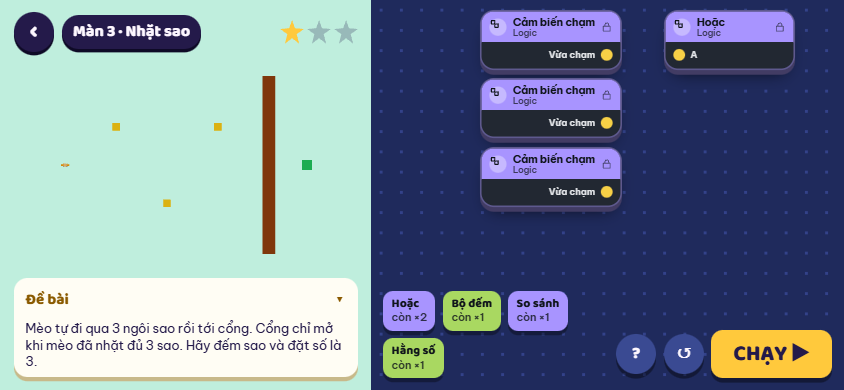 Màn 3 · Nhặt sao
Đề bài
Mèo tự đi qua 3 ngôi sao rồi tới cổng. Cổng chỉ mở
khi mèo đã nhặt đủ 3 sao. Hãy đếm sao và đặt số là
3.
Cảm biến chạm
Logic
Vừa chạm
Cảm biến chạm
Logic
Vừa chạm
Cảm biến chạm
Logic
Vừa chạm
Hoặc
Logic
A
Hoặc
còn ×2
Bộ đếm
còn ×1
So sánh
còn ×1
Hằng số
còn ×1
?
CHẠY